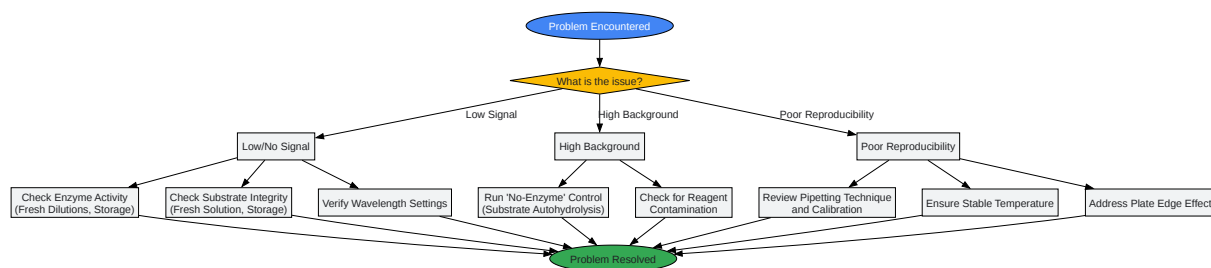 Problem Encountered
What is the issue?
Low Signal
High Background
Poor Reproducibility
Low/No Signal
High Background
Poor Reproducibility
Check Enzyme Activity
(Fresh Dilutions, Storage)
Check Substrate Integrity
(Fresh Solution, Storage)
Verify Wavelength Settings
Run 'No-Enzyme' Control
(Substrate Autohydrolysis)
Check for Reagent
Contamination
Review Pipetting Technique
and Calibration
Ensure Stable Temperature
Address Plate Edge Effect
Problem Resolved